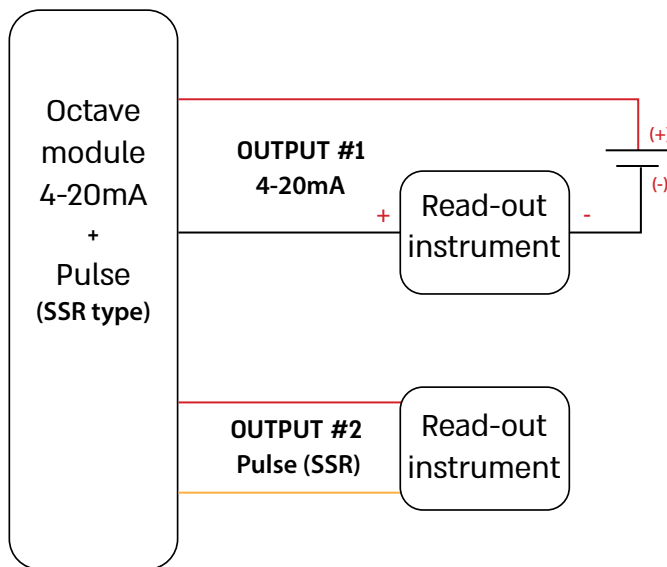 Octave
module
4-20mA
+
Pulse
(SSR type)
OUTPUT #1
4-20mA
(+)
(-)
+
Read-out
instrument
-
OUTPUT #2
Pulse (SSR)
Read-out
instrument